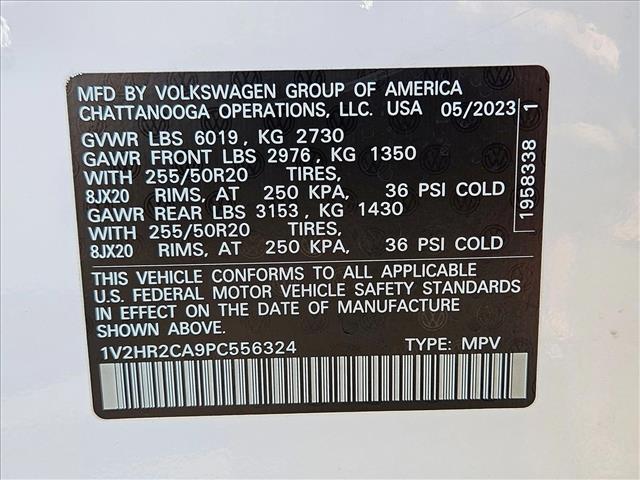 MFD BY VOLKSWAGEN GROUP OF AMERICA
CHATTANOOGA OPERATIONS, LLC. USA 05/2023
GVWR LBS 6019, KG 2730
GAWR FRONT LBS 2976, KG 1350
WITH 255/50R20 TIRES,
8JX20 RIMS, AT 250 KPA, 36 PSI COLD
GAWR REAR LBS 3153, KG 1430
WITH 255/50R20 TIRES,
8JX20 RIMS, AT 250 KPA, 36 PSI COLD
THIS VEHICLE CONFORMS TO ALL APPLICABLE
U.S. FEDERAL MOTOR VEHICLE SAFETY STANDARDS
IN EFFECT ON THE DATE OF MANUFACTURE
SHOWN ABOVE
1V2HR2CA9PC556324 TYPE: MPV
1958338 1